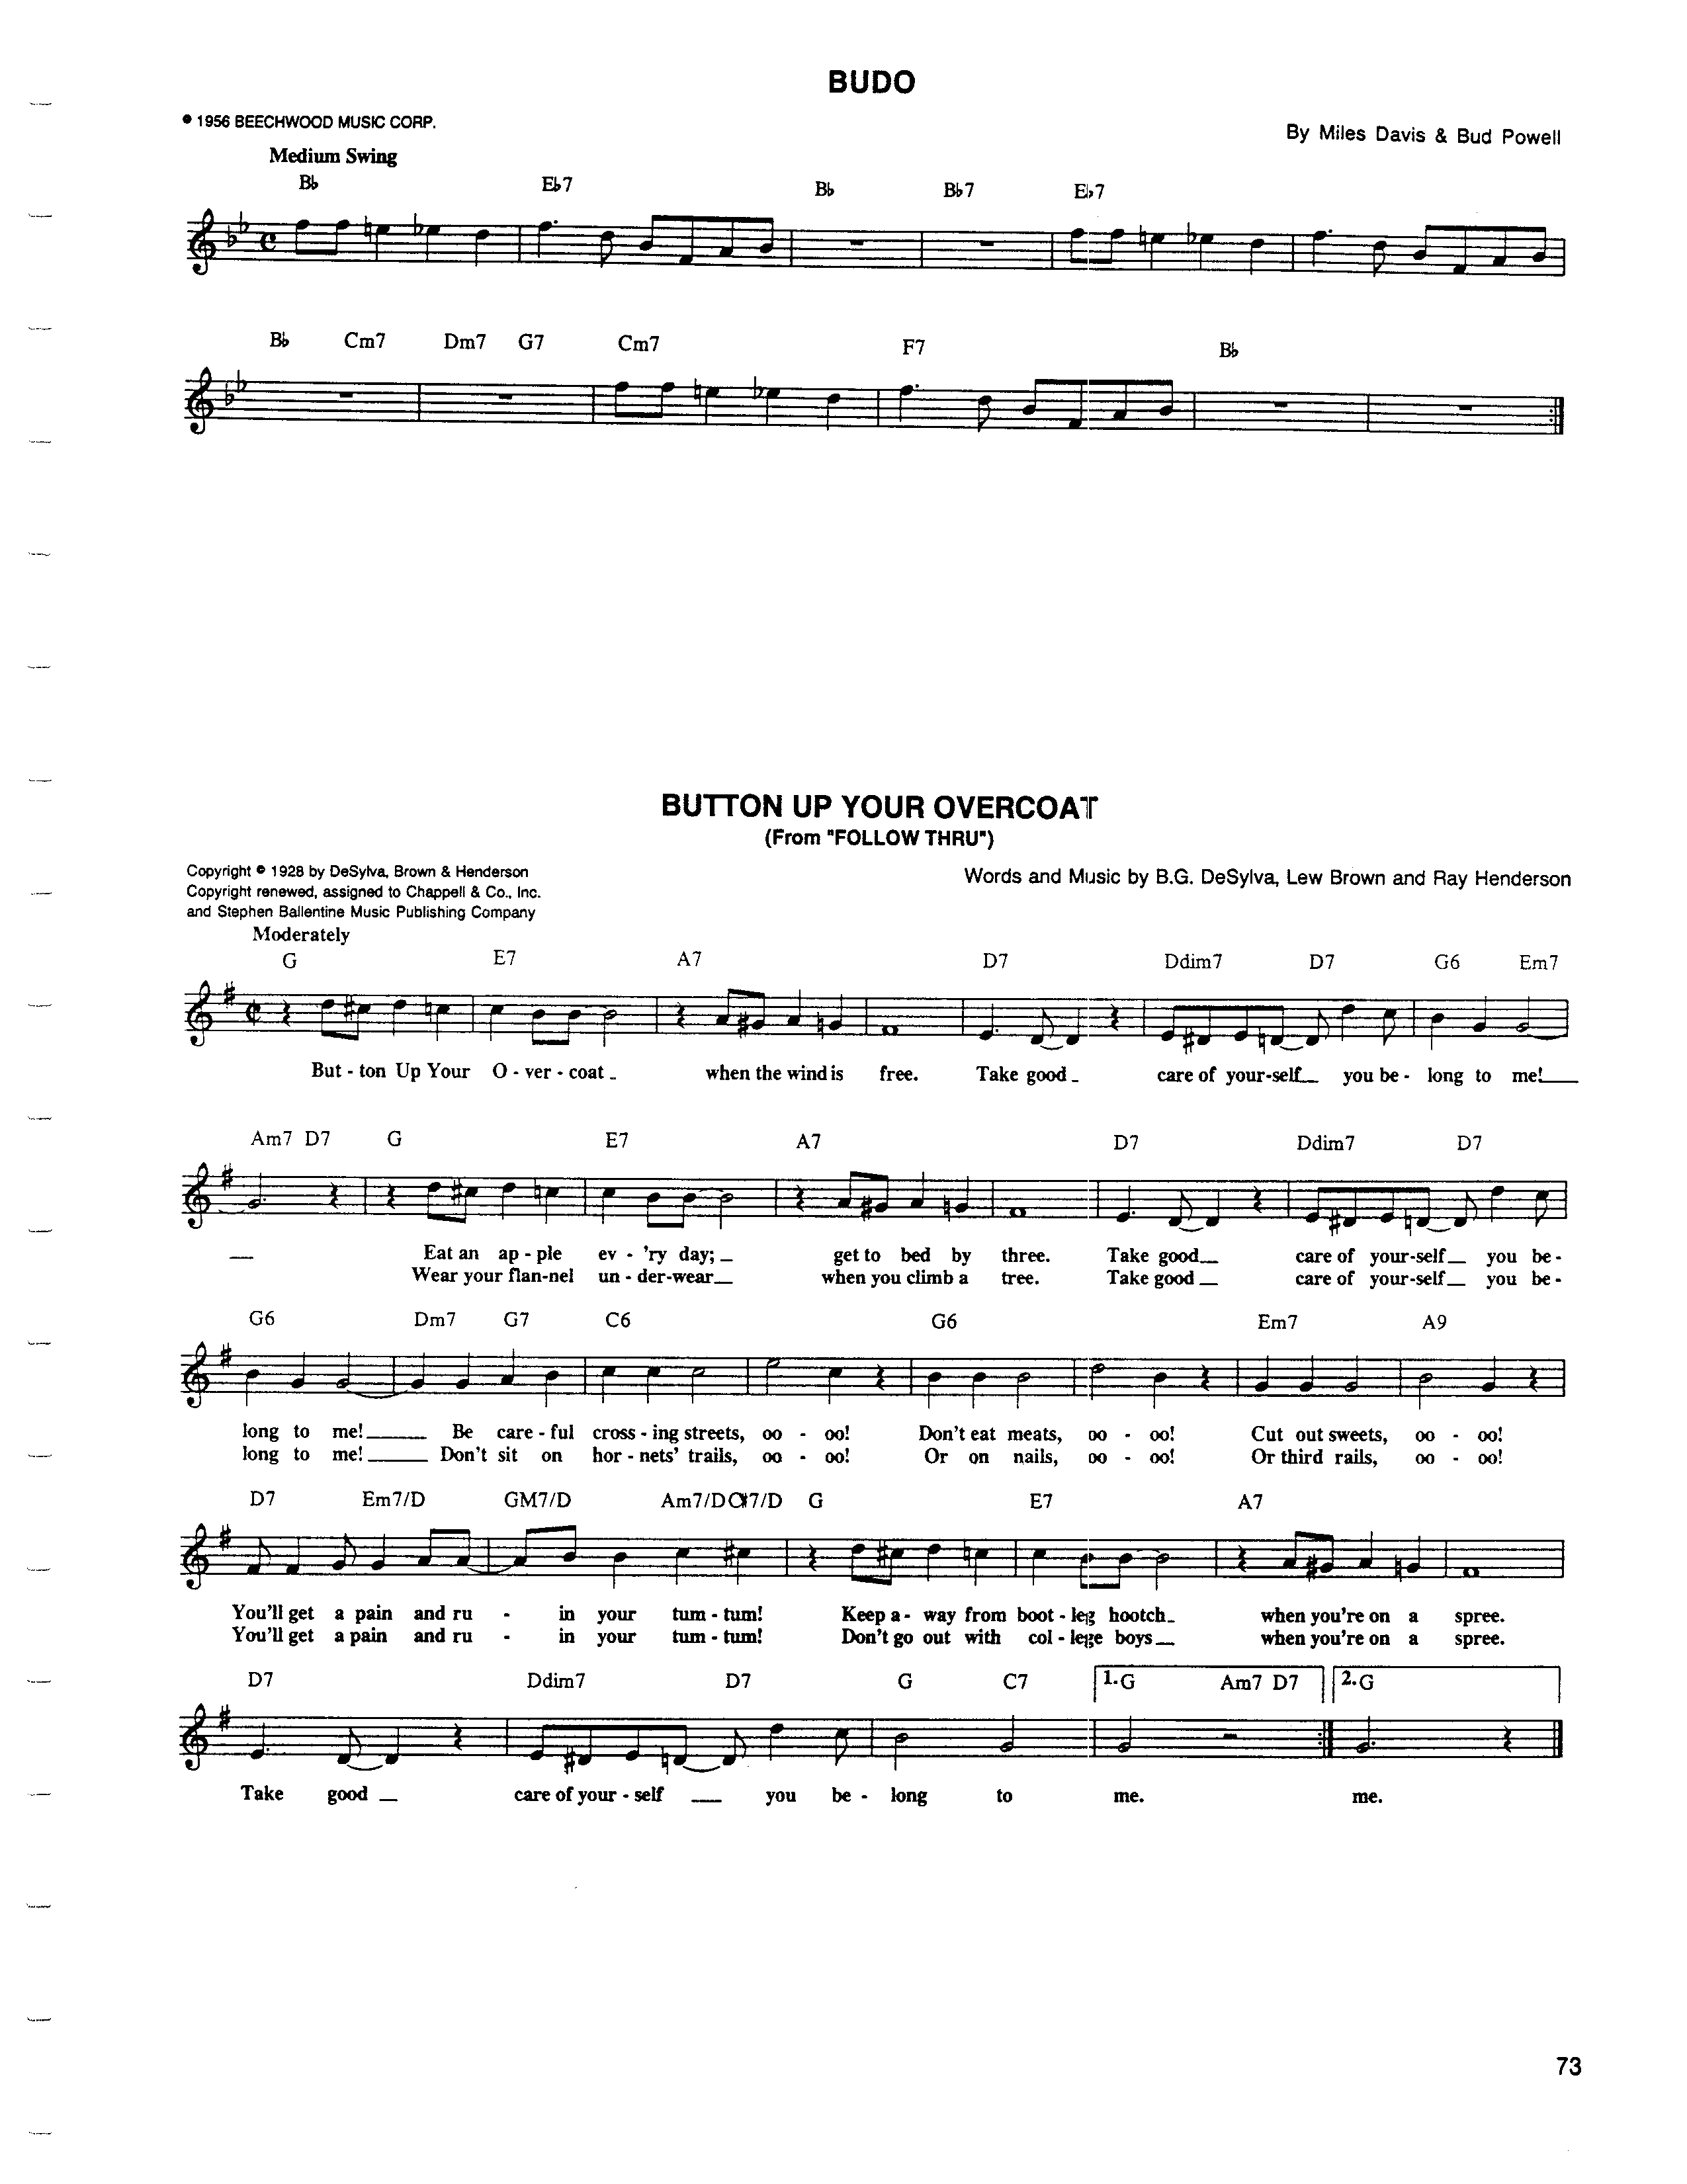 BUDO
© 1956 BEECHWOOD MUSIC CORP.
By Miles Davis & Bud Powell
Medium Swing
B♭ E♭7 B♭ B♭7 E♭7
B♭ Cm7 Dm7 G7 Cm7 F7 B♭
BUTTON UP YOUR OVERCOAT
(From "FOLLOW THRU")
Copyright © 1928 by DeSylva, Brown & Henderson
Copyright renewed, assigned to Chappell & Co., Inc.
and Stephen Ballentine Music Publishing Company
Words and Music by B.G. DeSylva, Lew Brown and Ray Henderson
Moderately
G E7 A7 D7 Ddim7 D7 G6 Em7
But - ton Up Your O - ver - coat when the wind is free. Take good care of your-self you be - long to me!
Am7 D7 G E7 A7 D7 Ddim7 D7
Eat an ap - ple ev - 'ry day; get to bed by three. Take good care of your-self you be -
Wear your flan-nel un - der-wear when you climb a tree. Take good care of your-self you be -
G6 Dm7 G7 C6 G6 Em7 A9
long to me! Be care - ful cross - ing streets, oo - oo! Don't eat meats, oo - oo! Cut out sweets, oo - oo!
long to me! Don't sit on hor - nets' trails, oo - oo! Or on nails, oo - oo! Or third rails, oo - oo!
D7 Em7/D GM7/D Am7/D /D G E7 A7
You'll get a pain and ru - in your tum - tum! Keep a - way from boot - leg hootch when you're on a spree.
You'll get a pain and ru - in your tum - tum! Don't go out with col - lege boys when you're on a spree.
D7 Ddim7 D7 G C7 1. G Am7 D7 2. G
Take good care of your - self you be - long to me. me.
73